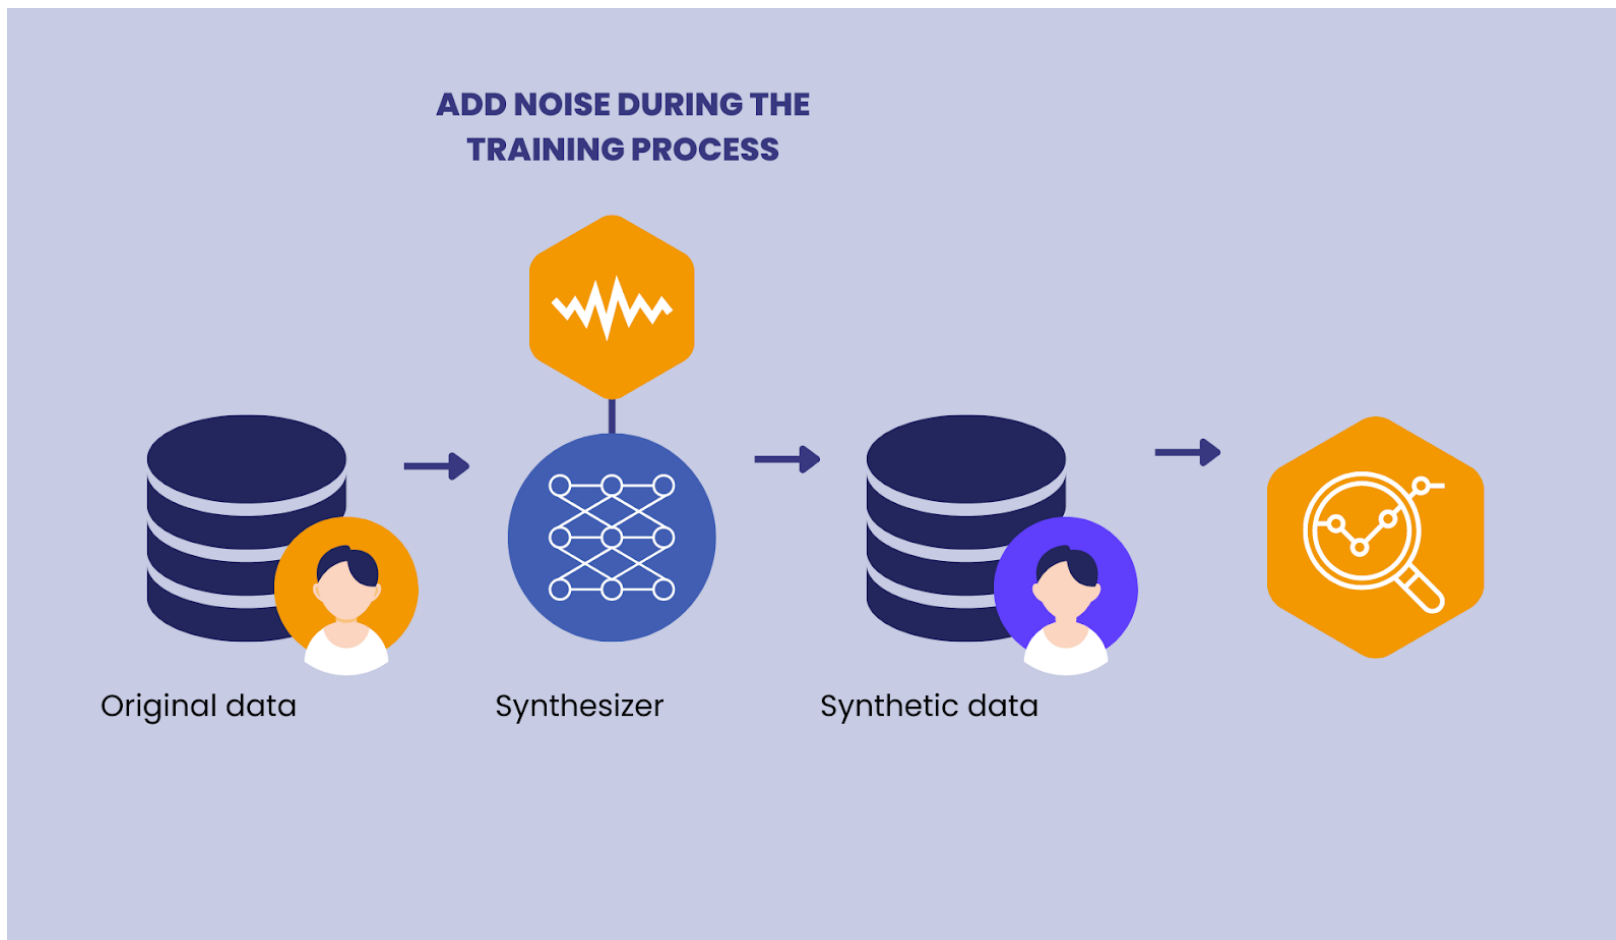 ADD NOISE DURING THE
TRAINING PROCESS
Original data
Synthesizer
Synthetic data